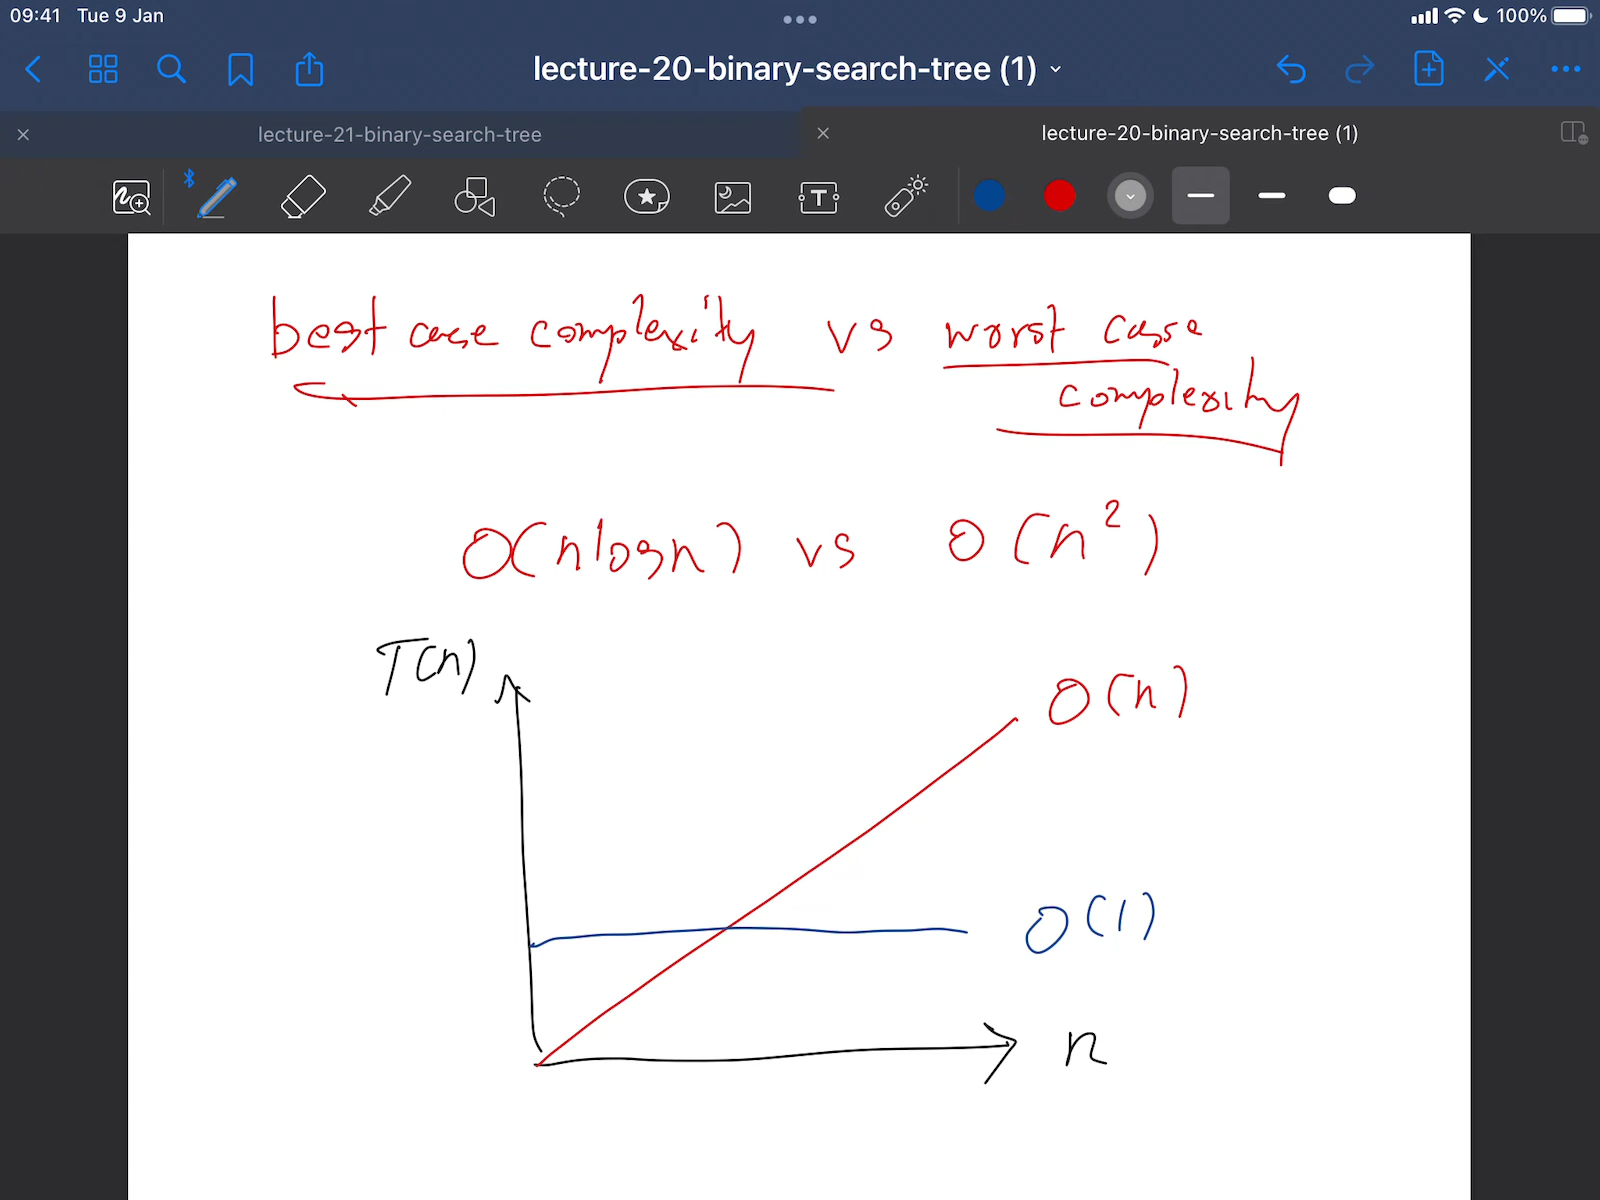 09:41 Tue 9 Jan 100%
lecture-20-binary-search-tree (1)
lecture-21-binary-search-tree lecture-20-binary-search-tree (1)
T
best case complexity vs worst case
complexity
O(nlogn) vs O(n²)
T(n)
O(n)
O(1)
n